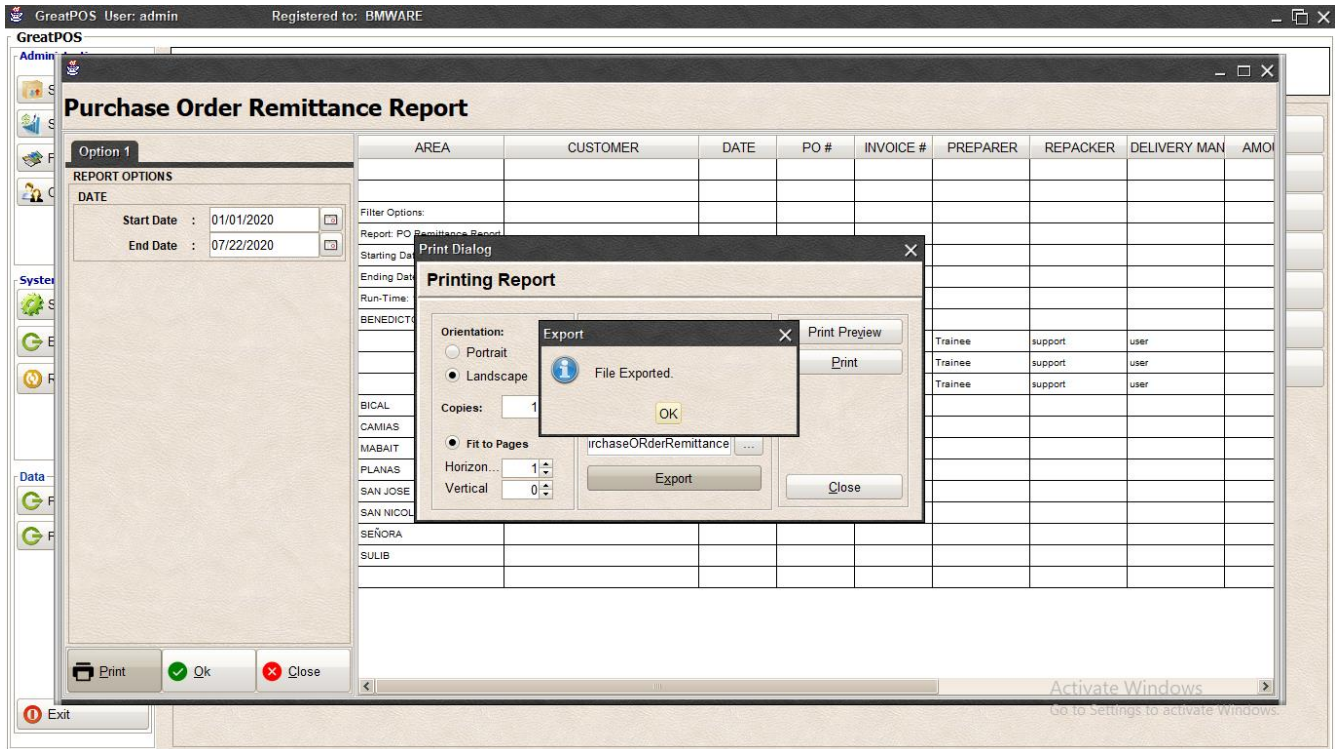 GreatPOS User: admin Registered to: BMWARE
GreatPOS
Purchase Order Remittance Report
Option 1
REPORT OPTIONS
DATE
Start Date : 01/01/2020
End Date : 07/22/2020
AREA CUSTOMER DATE PO # INVOICE # PREPARER REPACKER DELIVERY MAN
Filter Options:
Report: PO Remittance Report
Starting
Ending
Run-Time:
Trainee support user
Trainee support user
Trainee support user
BICAL
CAMIAS
MABAIT
PLANAS
SAN JOSE
SEÑORA
SULIB
Print Dialog
Printing Report
Orientation:
Portrait
Landscape
Copies: 1
Fit to Pages
Horizon... 1
Vertical 0
rchaseORderRemittance ...
Export
Print Preview
Print
Close
Export
File Exported.
OK
Print Ok Close
Data
Exit
Activate Windows
Go to Settings to activate Windows.